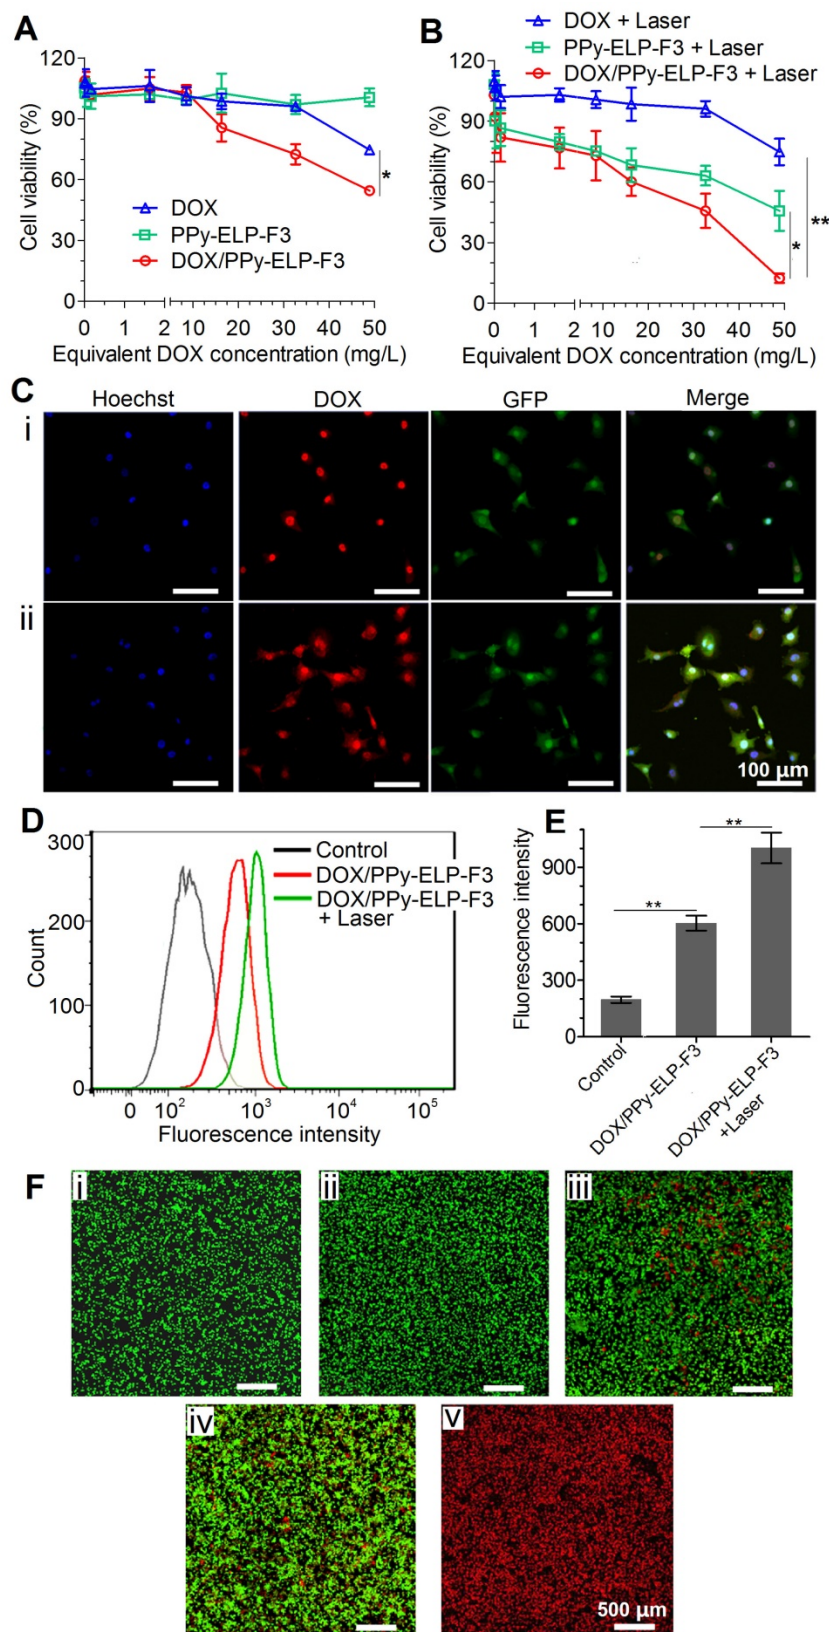 A
120
90
60
30
0
Cell viability (%)
DOX
PPy-ELP-F3
DOX/PPy-ELP-F3
*
0 1 2 10 20 30 40 50
Equivalent DOX concentration (mg/L)
B
DOX + Laser
PPy-ELP-F3 + Laser
DOX/PPy-ELP-F3 + Laser
120
90
60
30
0
Cell viability (%)
*
**
0 1 2 10 20 30 40 50
Equivalent DOX concentration (mg/L)
C
Hoechst DOX GFP Merge
i
ii
100 µm
D
300
200
100
0
Count
Control
DOX/PPy-ELP-F3
DOX/PPy-ELP-F3
+ Laser
0 10² 10³ 10⁴ 10⁵
Fluorescence intensity
E
900
600
300
0
Fluorescence intensity
**
**
Control
DOX/PPy-ELP-F3
DOX/PPy-ELP-F3
+Laser
F
i
ii
iii
iv
v
500 µm